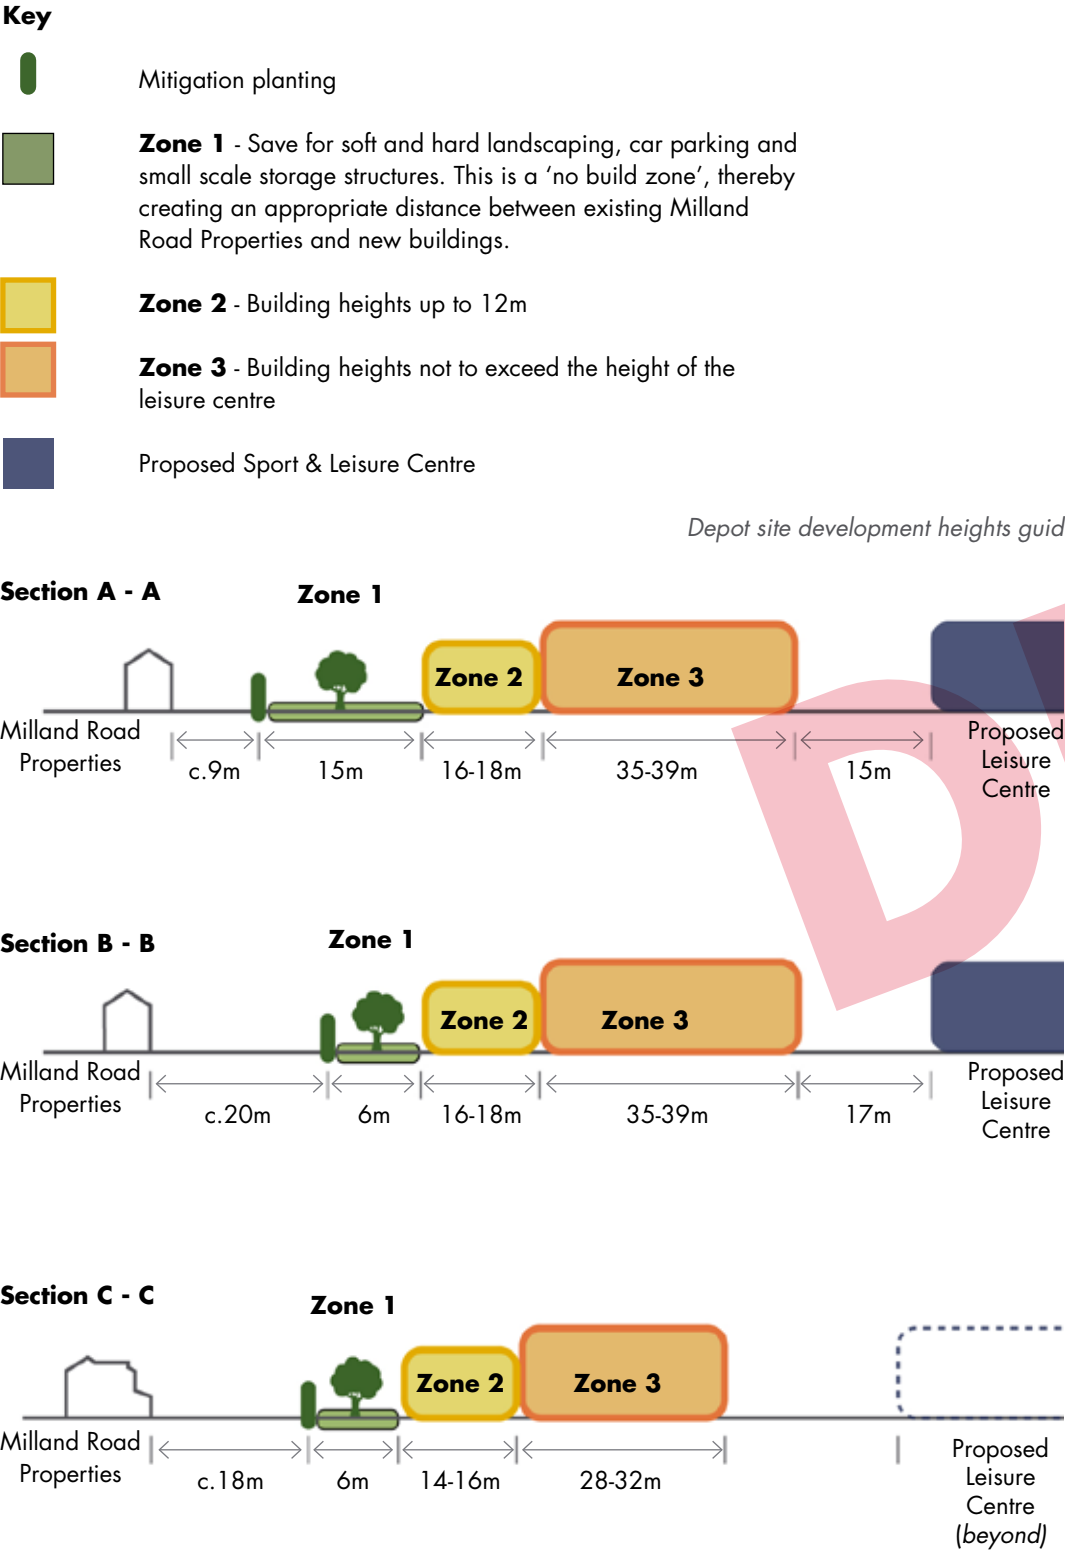 Key
Mitigation planting
Zone 1 - Save for soft and hard landscaping, car parking and
small scale storage structures. This is a ‘no build zone’, thereby
creating an appropriate distance between existing Milland
Road Properties and new buildings.
Zone 2 - Building heights up to 12m
Zone 3 - Building heights not to exceed the height of the
leisure centre
Proposed Sport & Leisure Centre
Depot site development heights guid
Section A - A
Zone 1
Zone 2
Zone 3
Milland Road
Properties
c.9m
15m
16-18m
35-39m
15m
Proposed
Leisure
Centre
Section B - B
Zone 1
Zone 2
Zone 3
Milland Road
Properties
c.20m
6m
16-18m
35-39m
17m
Proposed
Leisure
Centre
Section C - C
Zone 1
Zone 2
Zone 3
Milland Road
Properties
c.18m
6m
14-16m
28-32m
Proposed
Leisure
Centre
(beyond)
D